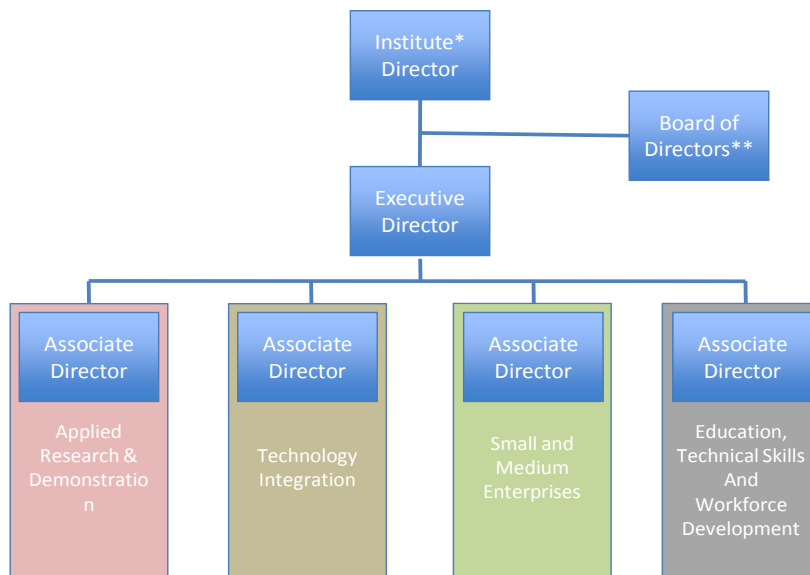 Institute*
Director
Board of
Directors**
Executive
Director
Associate
Director
Associate
Director
Associate
Director
Associate
Director
Applied
Research &
Demonstratio
n
Technology
Integration
Small and
Medium
Enterprises
Education,
Technical Skills
And
Workforce
Development